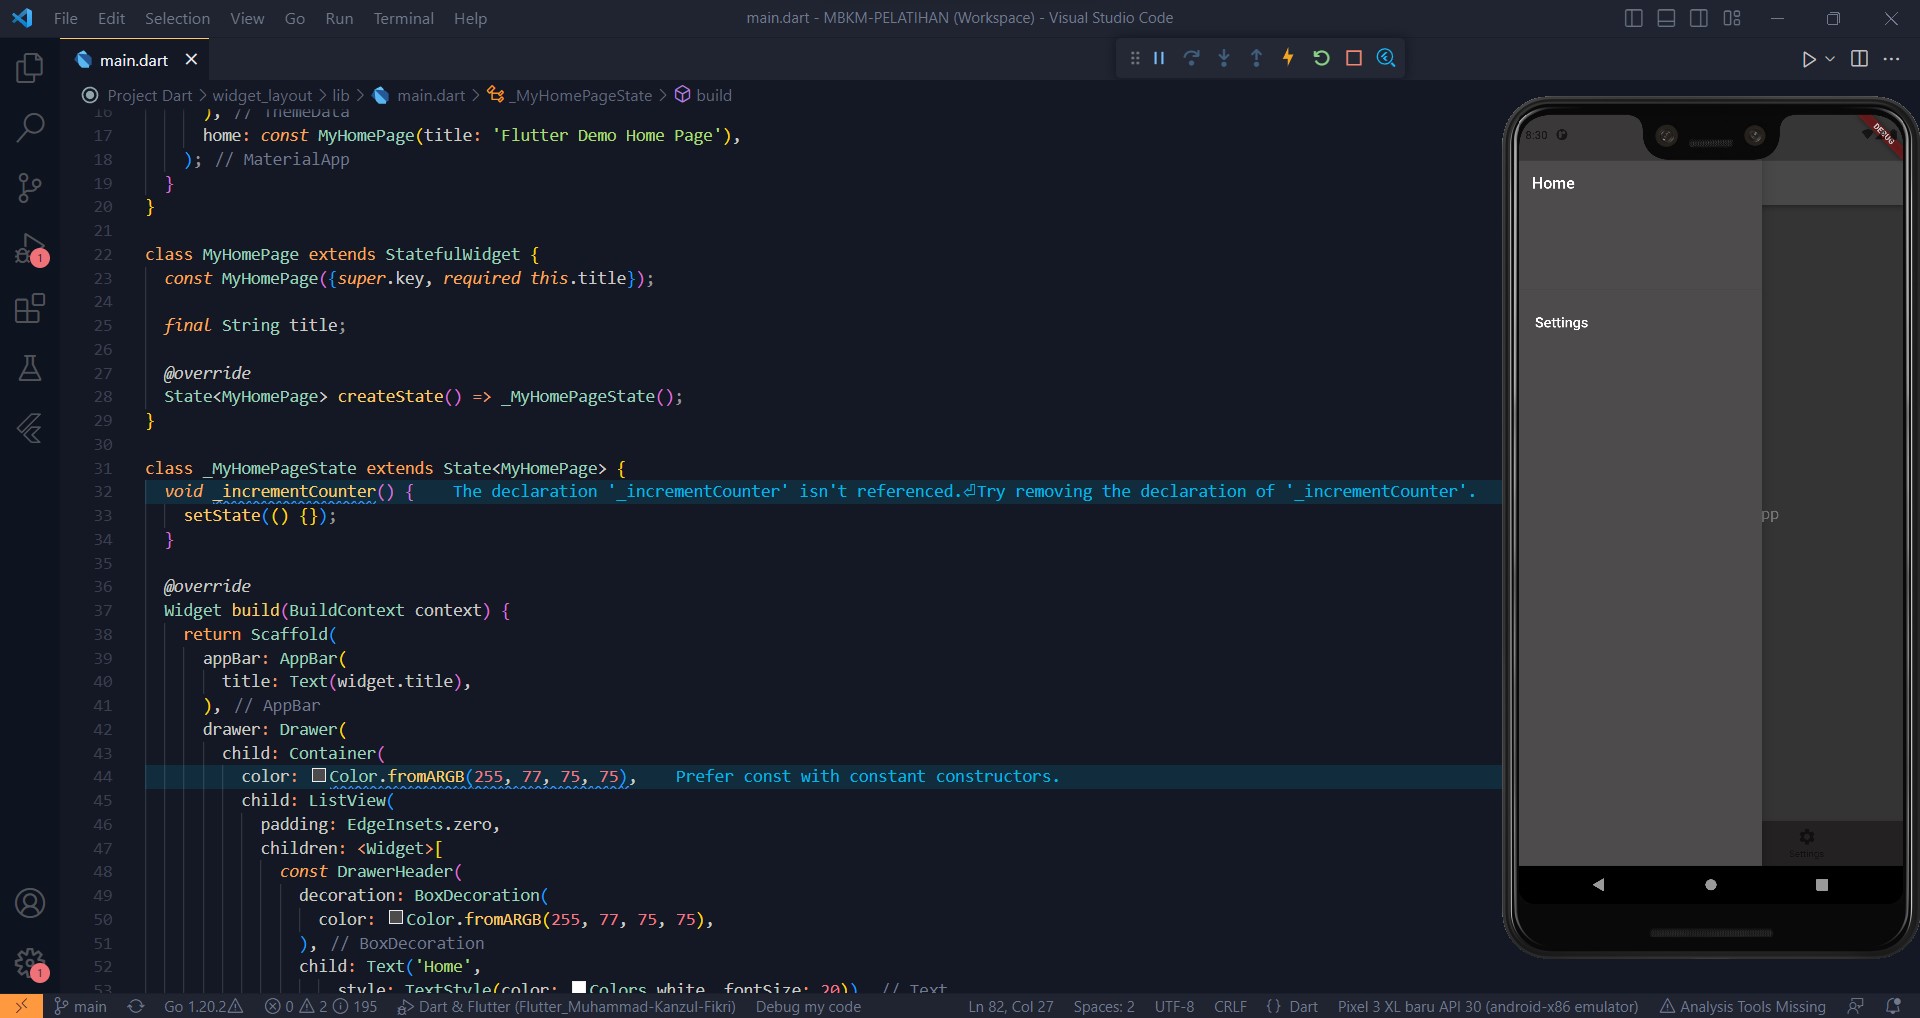 File Edit Selection View Go Run Terminal Help
main.dart - MBKM-PELATIHAN (Workspace) - Visual Studio Code
main.dart
Project Dart > widget_layout > lib > main.dart > _MyHomePageState > build
16 ), // ThemeData
17 home: const MyHomePage(title: 'Flutter Demo Home Page'),
18 ); // MaterialApp
19 }
20 }
21
22 class MyHomePage extends StatefulWidget {
23 const MyHomePage({super.key, required this.title});
24
25 final String title;
26
27 @override
28 State<MyHomePage> createState() => _MyHomePageState();
29 }
30
31 class _MyHomePageState extends State<MyHomePage> {
32 void _incrementCounter() { The declaration '_incrementCounter' isn't referenced.⏎Try removing the declaration of '_incrementCounter'.
33 setState(() {});
34 }
35
36 @override
37 Widget build(BuildContext context) {
38 return Scaffold(
39 appBar: AppBar(
40 title: Text(widget.title),
41 ), // AppBar
42 drawer: Drawer(
43 child: Container(
44 color: Color.fromARGB(255, 77, 75, 75), Prefer const with constant constructors.
45 child: ListView(
46 padding: EdgeInsets.zero,
47 children: <Widget>[
48 const DrawerHeader(
49 decoration: BoxDecoration(
50 color: Color.fromARGB(255, 77, 75, 75),
51 ), // BoxDecoration
52 child: Text('Home',
53 style: TextStyle(color: Colors.white, fontSize: 20)), // Text
8:30
DEBUG
Home
Settings
pp
Settings
1
1
main Go 1.20.2 0 2 195 Dart & Flutter (Flutter_Muhammad-Kanzul-Fikri) Debug my code Ln 82, Col 27 Spaces: 2 UTF-8 CRLF {} Dart Pixel 3 XL baru API 30 (android-x86 emulator) Analysis Tools Missing